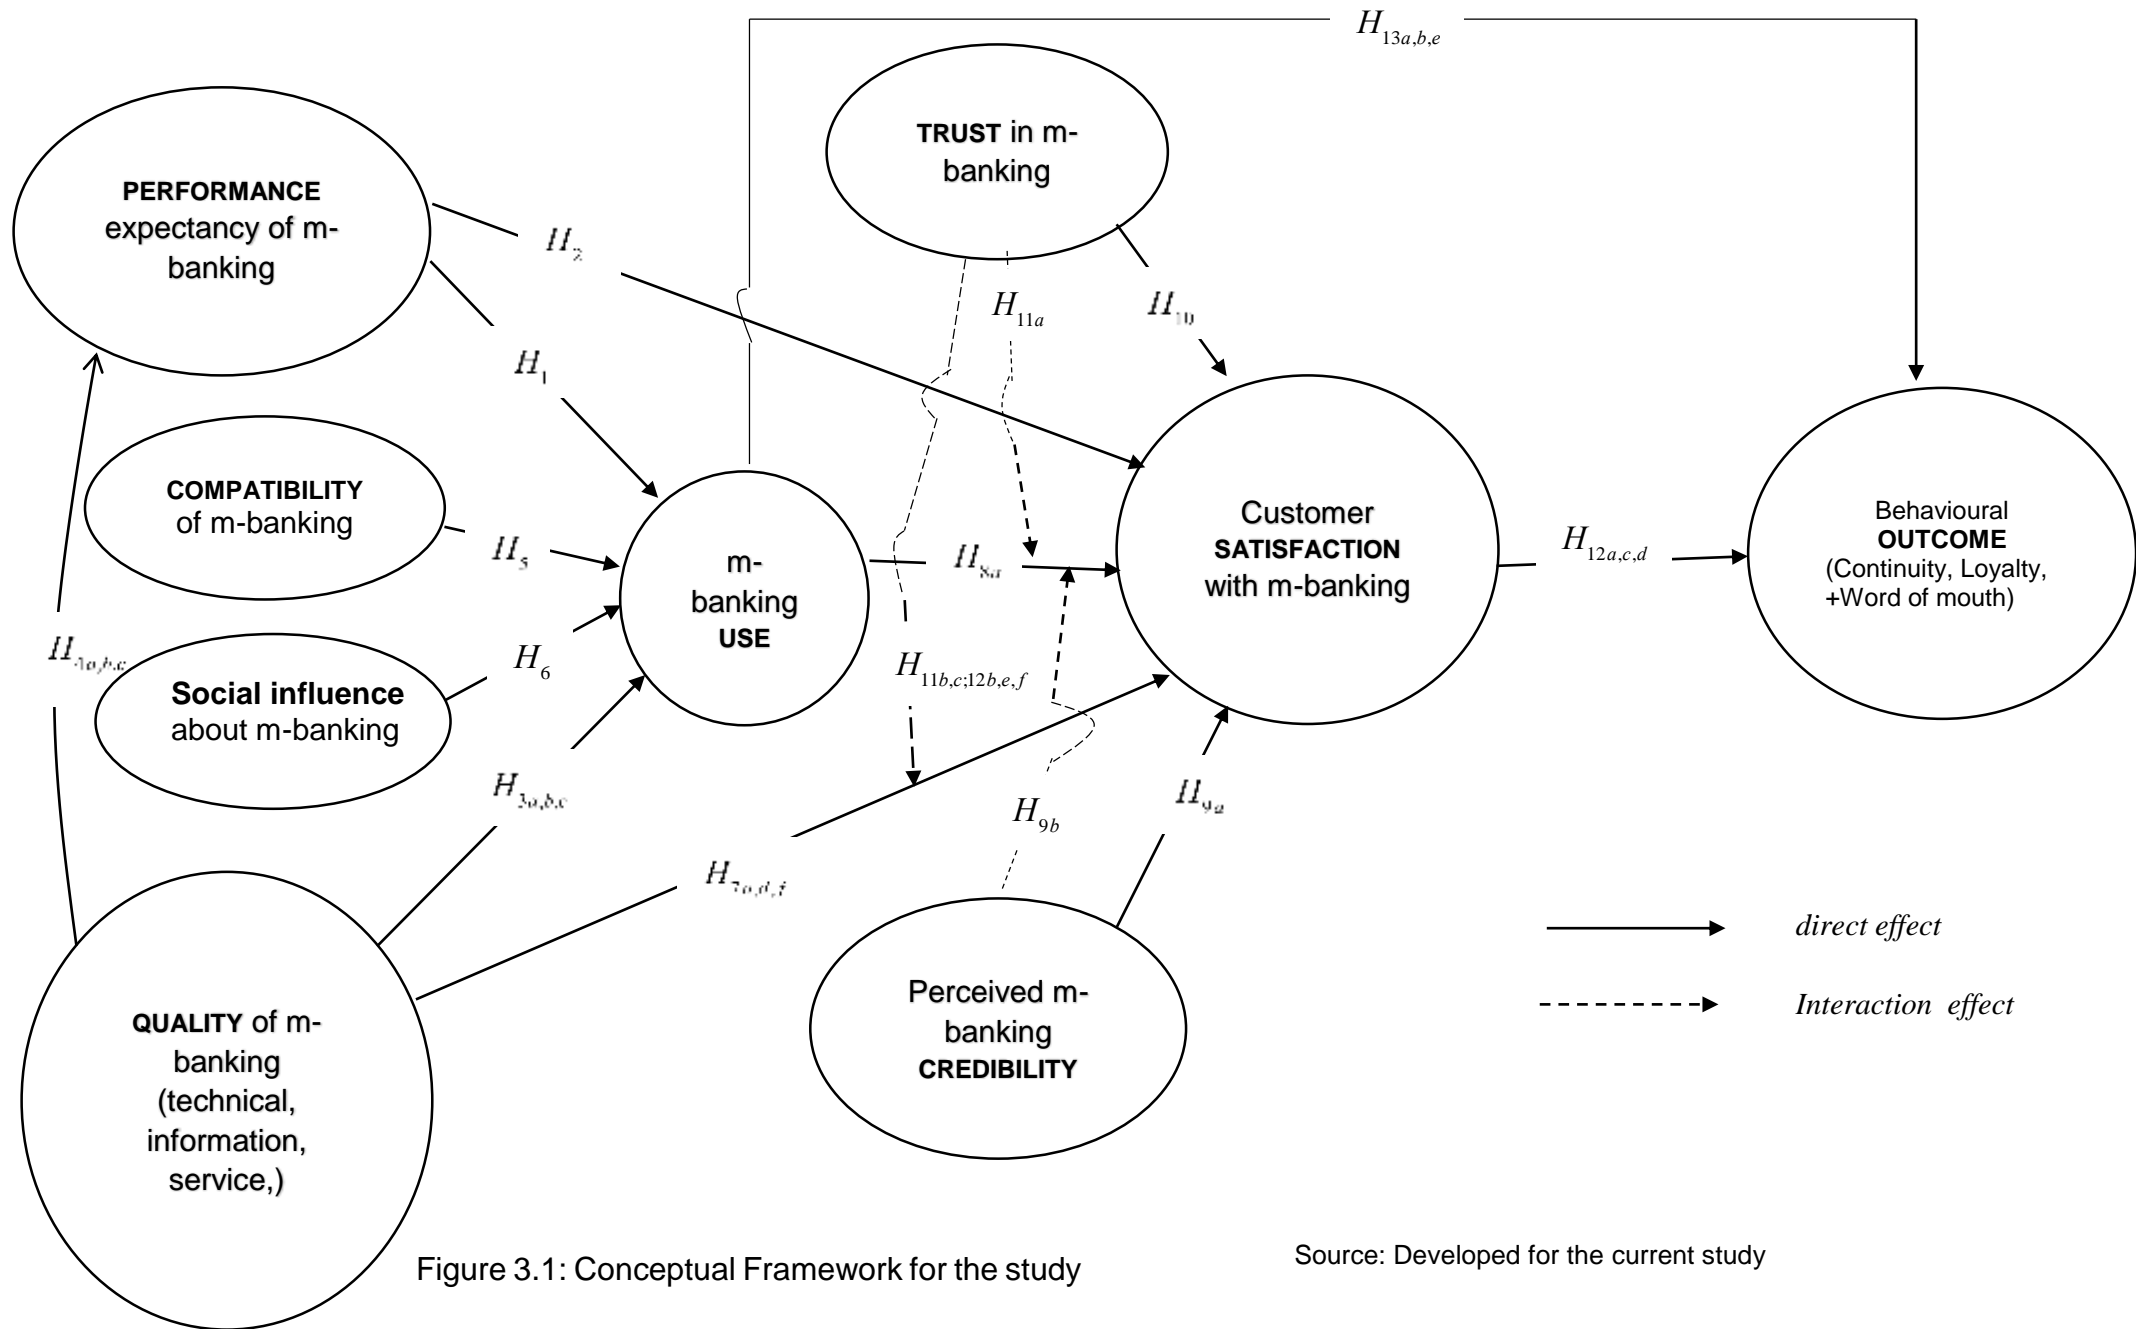 H13a,b,e
TRUST in m-
banking
PERFORMANCE
expectancy of m-
banking
H2
H11a
H10
H1
COMPATIBILITY
of m-banking
H5
m-
banking
USE
H8a
Customer
SATISFACTION
with m-banking
H12a,c,d
Behavioural
OUTCOME
(Continuity, Loyalty,
+Word of mouth)
H4a,b,c
Social influence
about m-banking
H6
H11b,c;12b,e,f
H3a,b,c
H9b
H9a
H7a,d,f
QUALITY of m-
banking
(technical,
information,
service,)
Perceived m-
banking
CREDIBILITY
direct effect
Interaction effect
Figure 3.1: Conceptual Framework for the study
Source: Developed for the current study